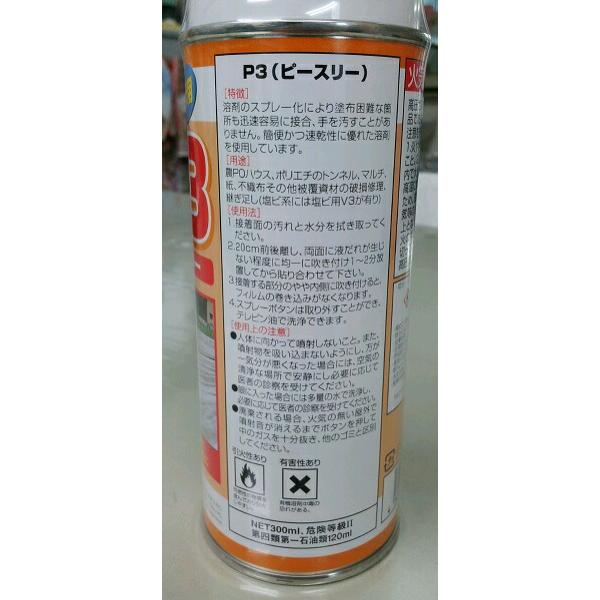 P3（ピースリー）
[特徴]
溶剤のスプレー化により塗布困難な箇
所も迅速容易に接合、手を汚すことがあ
りません。簡便かつ速乾性に優れた溶剤
を使用しています。
[用途]
農POハウス、ポリエチのトンネル、マルチ、
紙、不織布その他被覆資材の破損修理、
継ぎ足し(塩ビ系には塩ビ用V3が有り)
[使用法]
1.接着面の汚れと水分を拭き取ってく
ださい。
2.20cm前後離し、両面に液だれが生じ
ない程度に均一に吹き付け1〜2分放
置してから貼り合わせて下さい。
3.接着する部分のやや内側に吹き付けると、
フィルムの巻き込みがなくなります。
4.スプレーボタンは取り外すことができ、
テレピン油で洗浄できます。
[使用上の注意]
●人体に向かって噴射しないこと。また、
噴射物を吸い込まないようにし、万が
一気分が悪くなった場合には、空気の
清浄な場所で安静にし必要に応じて
医者の診察を受けてください。
●眼に入った場合には多量の水で洗浄し、
必要に応じて医者の診察を受けてください。
●廃棄される場合、火気の無い屋外で
噴射音が消えるまでボタンを押して
中のガスを十分抜き、他のゴミと区別
してください。
引火性あり
有害性あり
有機溶剤中毒の
恐れがある。
NET300ml、危険等級II
第四類第一石油類120ml
火気
高圧